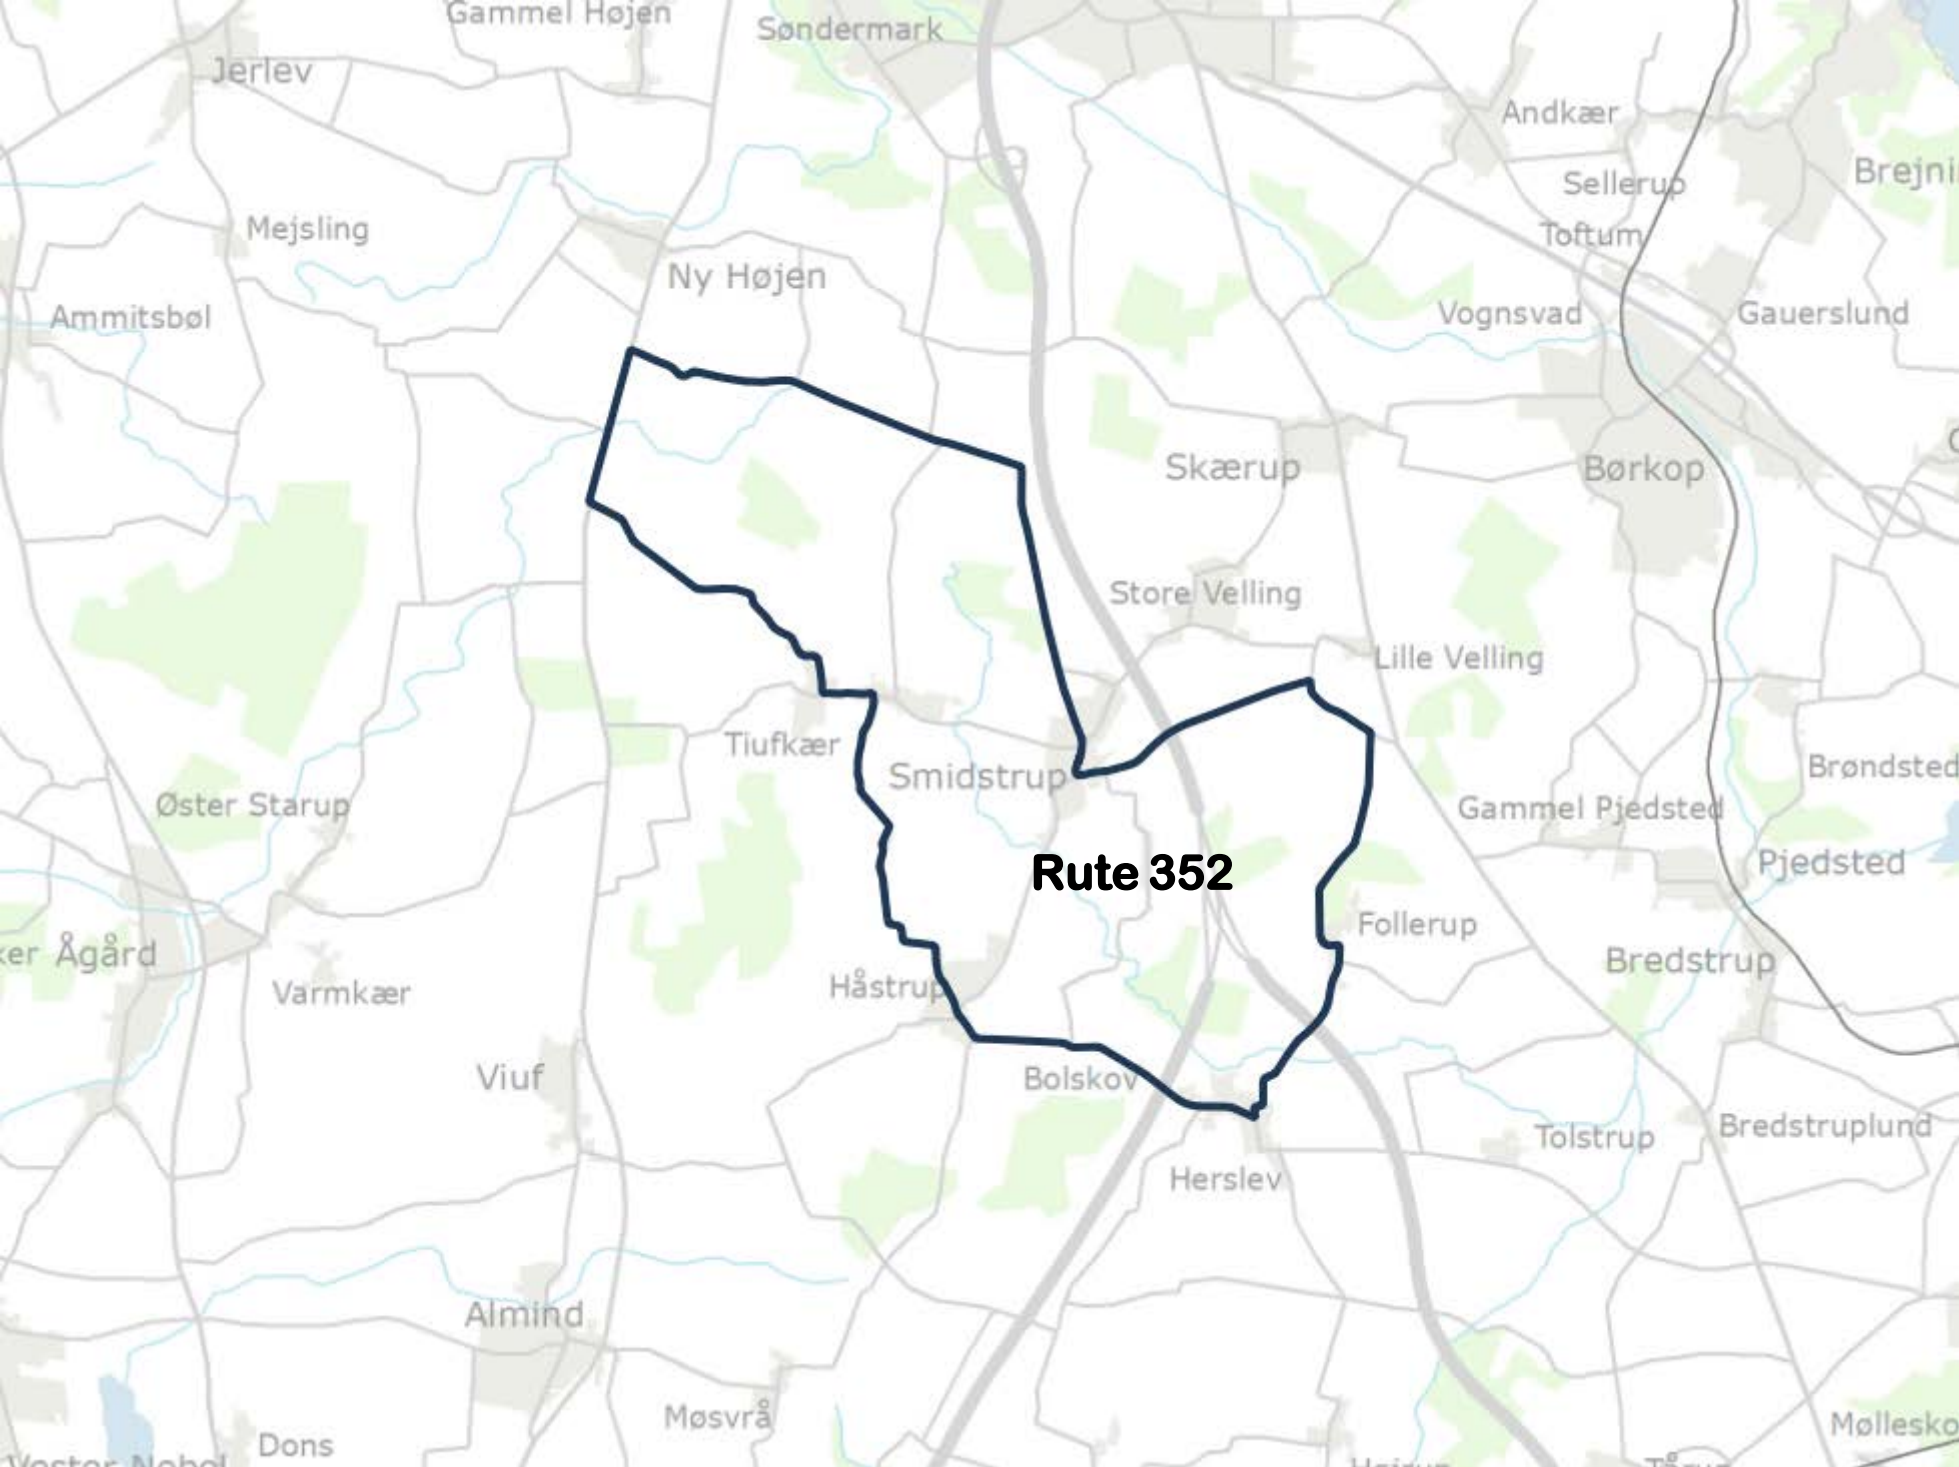 Gammel Højen
Søndermark
Jerlev
Andkær
Brejni
Sellerup
Mejsling
Toftum
Ny Højen
Ammitsbøl
Vognsvad
Gauerslund
Skærup
Børkop
Store Velling
Lille Velling
Tiufkær
Smidstrup
Brøndsted
Øster Starup
Gammel Pjedsted
Pjedsted
Rute 352
Follerup
ker Ågård
Bredstrup
Varmkær
Håstrup
Viuf
Bolskov
Bredstruplund
Tolstrup
Herslev
Almind
Møsvrå
Møllesko
Dons